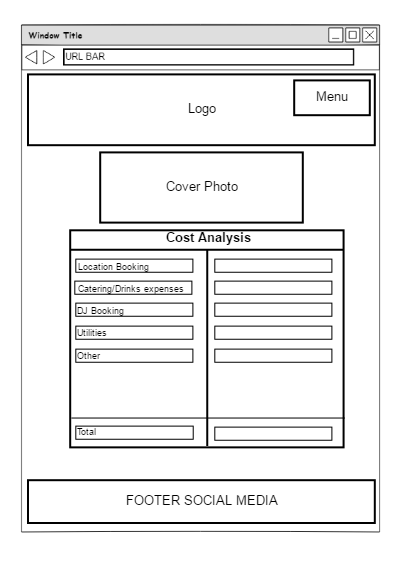 Window Title
URL BAR
Menu
Logo
Cover Photo
Cost Analysis
Location Booking
Catering/Drinks expenses
DJ Booking
Utilities
Other
Total
FOOTER SOCIAL MEDIA